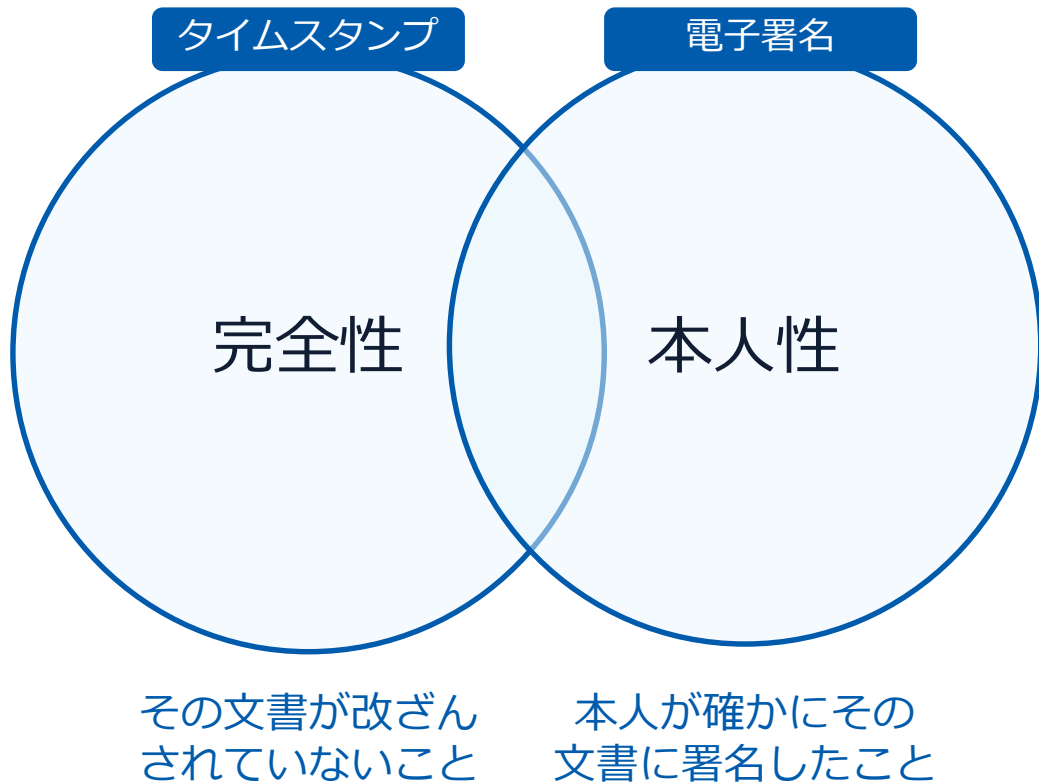 タイムスタンプ
電子署名
完全性
本人性
その文書が改ざん
されていないこと
本人が確かにその
文書に署名したこと